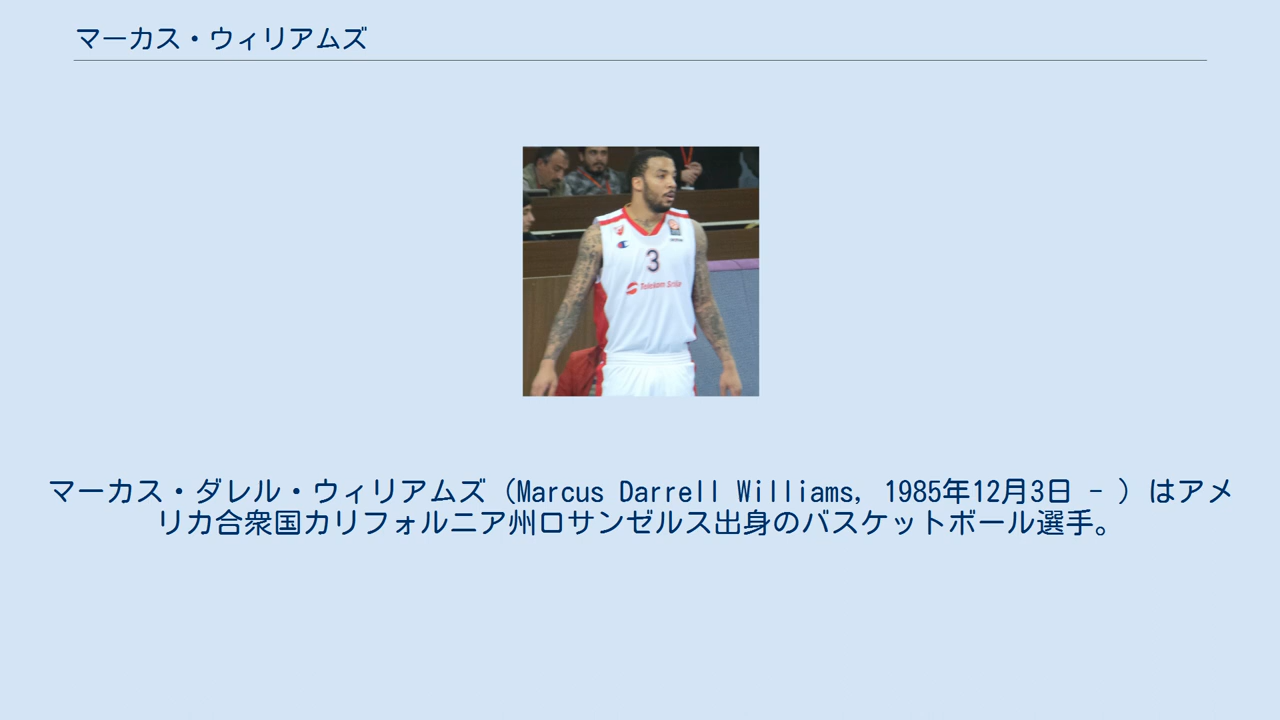 マーカス・ウィリアムズ
3
Telekom Srbija
マーカス・ダレル・ウィリアムズ（Marcus Darrell Williams, 1985年12月3日 - ）はアメ
リカ合衆国カリフォルニア州ロサンゼルス出身のバスケットボール選手。